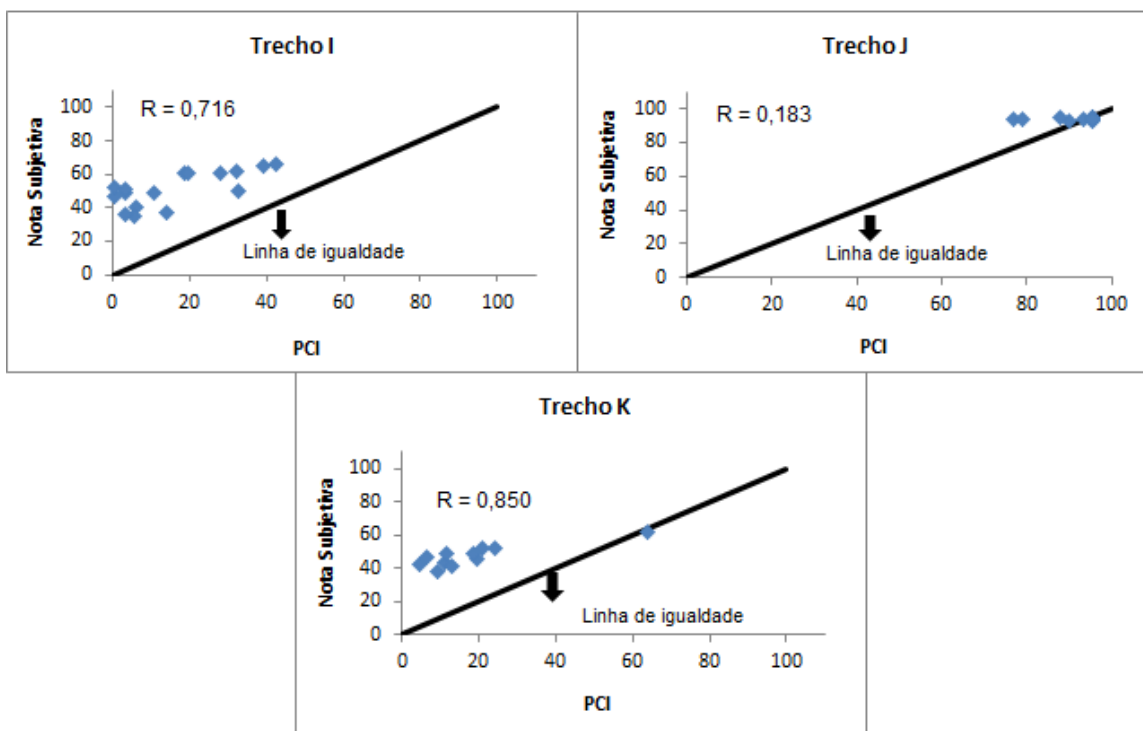 Trecho I
R = 0,716
Nota Subjetiva
100
80
60
40
20
0
Linha de igualdade
0 20 40 60 80 100
PCI
Trecho J
R = 0,183
Nota Subjetiva
100
80
60
40
20
0
Linha de igualdade
0 20 40 60 80 100
PCI
Trecho K
R = 0,850
Nota Subjetiva
100
80
60
40
20
0
Linha de igualdade
0 20 40 60 80 100
PCI